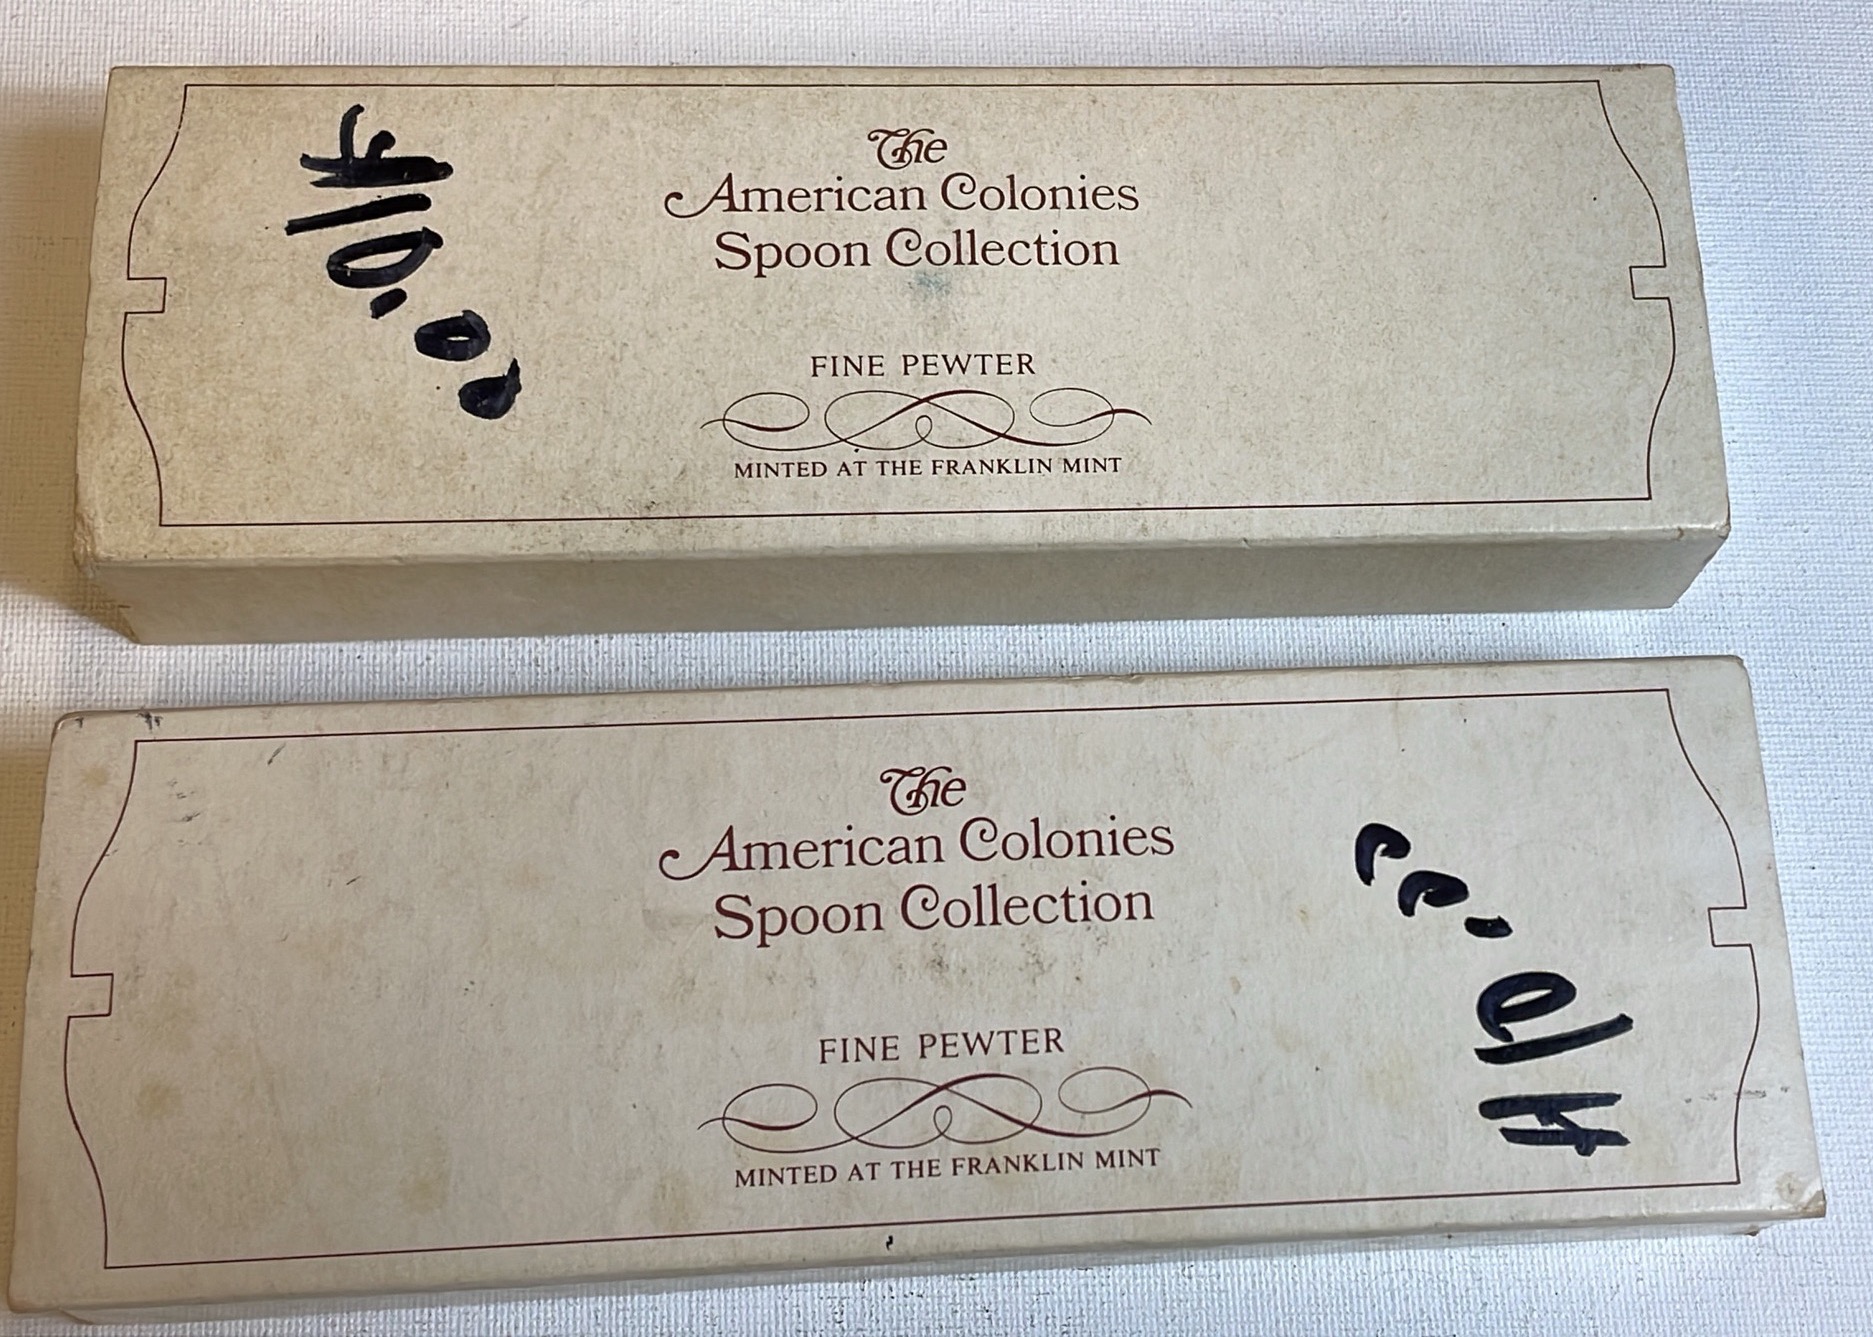 The
American Colonies
Spoon Collection
FINE PEWTER
MINTED AT THE FRANKLIN MINT
$10.00
The
American Colonies
Spoon Collection
FINE PEWTER
MINTED AT THE FRANKLIN MINT